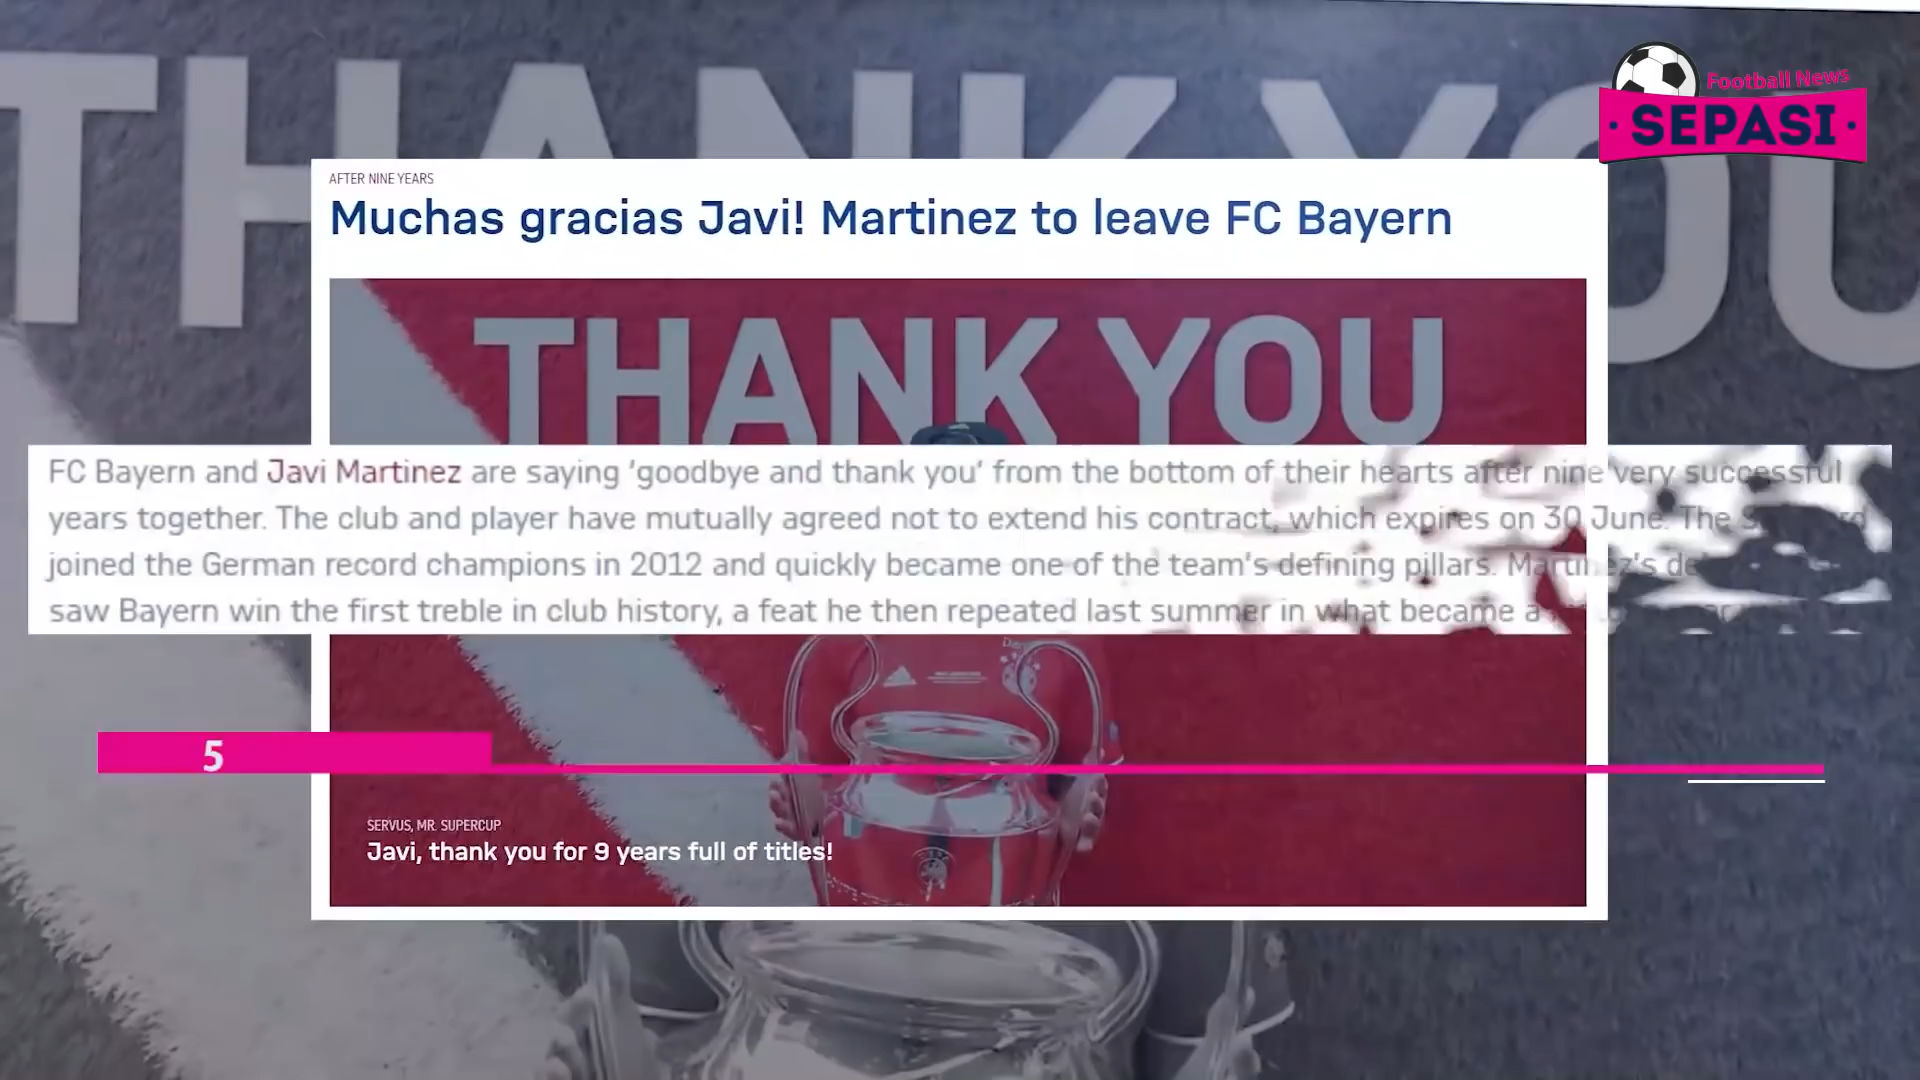 THANK YOU
Football News
SEPASI
AFTER NINE YEARS
Muchas gracias Javi! Martinez to leave FC Bayern
THANK YOU
FC Bayern and Javi Martinez are saying 'goodbye and thank you' from the bottom of their hearts after nine very successful
years together. The club and player have mutually agreed not to extend his contract, which expires on 30 June. The
joined the German record champions in 2012 and quickly became one of the team's defining pillars. Martinez's
saw Bayern win the first treble in club history, a feat he then repeated last summer in what became a
5
SERVUS, MR. SUPERCUP
Javi, thank you for 9 years full of titles!